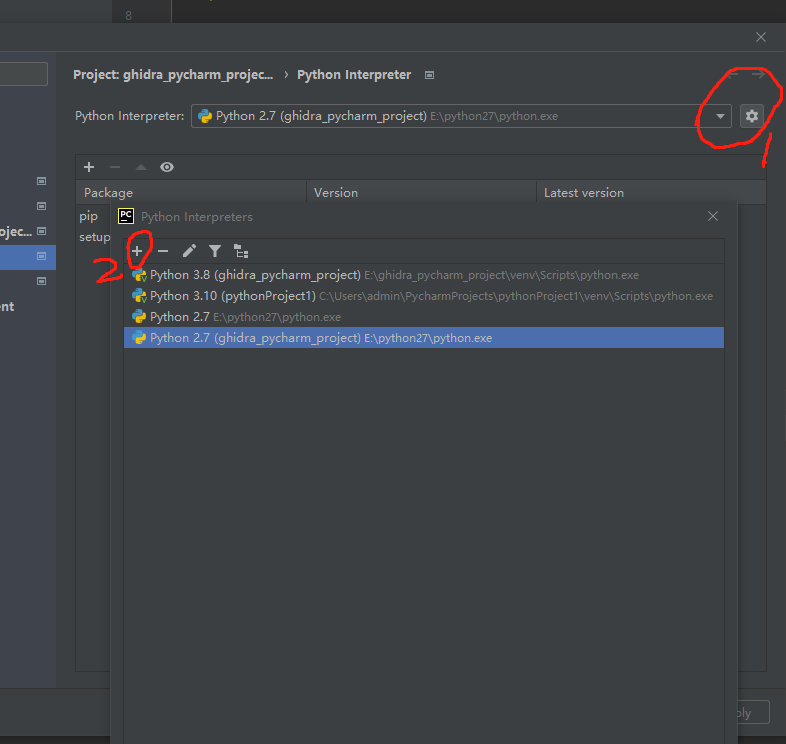 8
Project: ghidra_pycharm_projec... › Python Interpreter
Python Interpreter: Python 2.7 (ghidra_pycharm_project) E:\python27\python.exe
1
Package Version Latest version
pip
setup
PC Python Interpreters
2
Python 3.8 (ghidra_pycharm_project) E:\ghidra_pycharm_project\venv\Scripts\python.exe
Python 3.10 (pythonProject1) C:\Users\admin\PycharmProjects\pythonProject1\venv\Scripts\python.exe
Python 2.7 E:\python27\python.exe
Python 2.7 (ghidra_pycharm_project) E:\python27\python.exe
ojec...
nt
ply